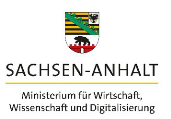 SACHSEN-ANHALT
Ministerium für Wirtschaft,
Wissenschaft und Digitalisierung